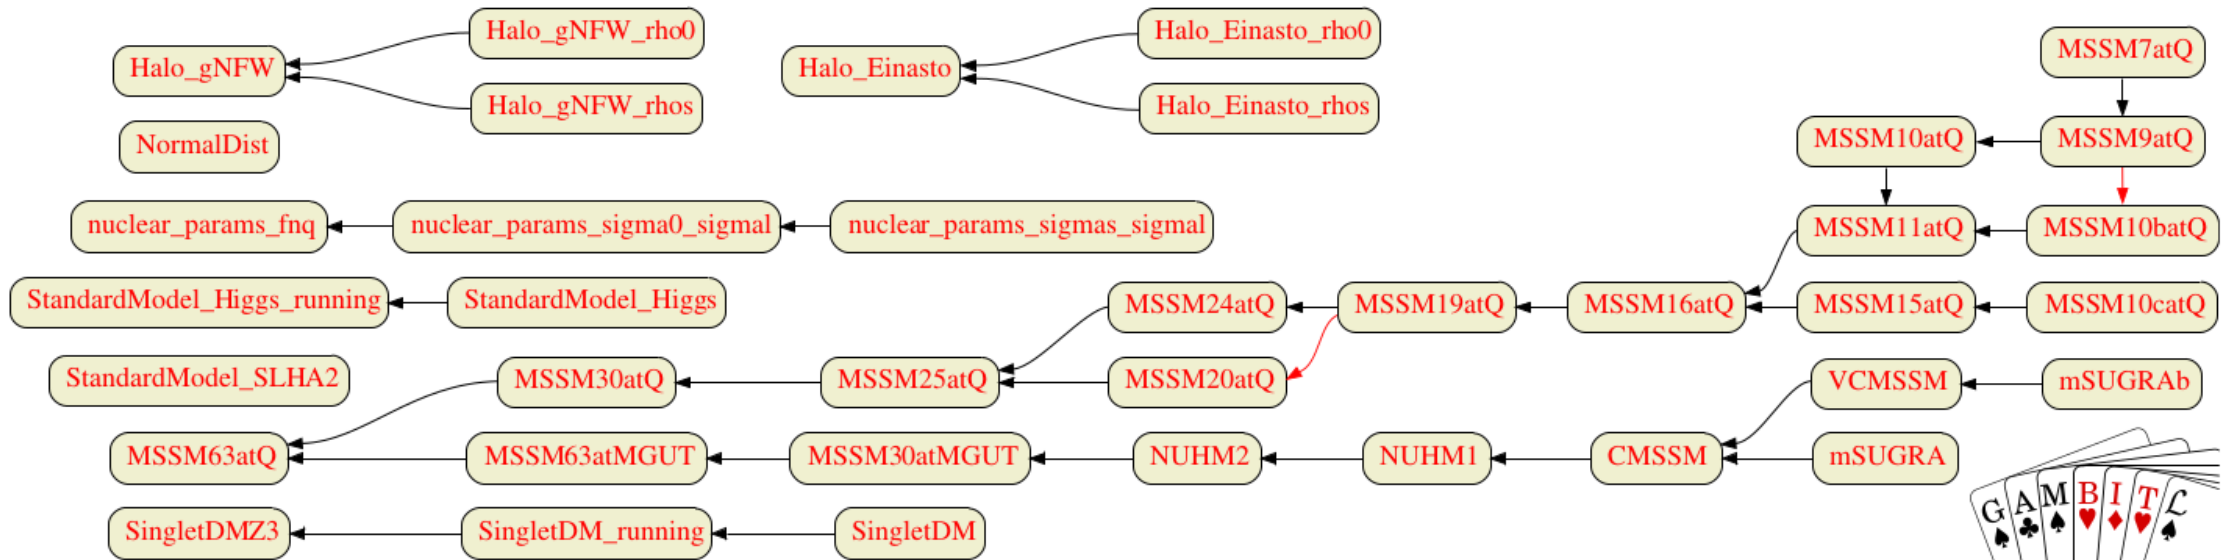 Halo_gNFW_rho0
Halo_Einasto_rho0
MSSM7atQ
Halo_gNFW
Halo_Einasto
Halo_gNFW_rhos
Halo_Einasto_rhos
NormalDist
MSSM10atQ
MSSM9atQ
nuclear_params_fnq
nuclear_params_sigma0_sigmal
nuclear_params_sigmas_sigmal
MSSM11atQ
MSSM10batQ
StandardModel_Higgs_running
StandardModel_Higgs
MSSM24atQ
MSSM19atQ
MSSM16atQ
MSSM15atQ
MSSM10catQ
StandardModel_SLHA2
MSSM30atQ
MSSM25atQ
MSSM20atQ
VCMSSM
mSUGRAb
MSSM63atQ
MSSM63atMGUT
MSSM30atMGUT
NUHM2
NUHM1
CMSSM
mSUGRA
SingletDMZ3
SingletDM_running
SingletDM
GAMBIT ℒ